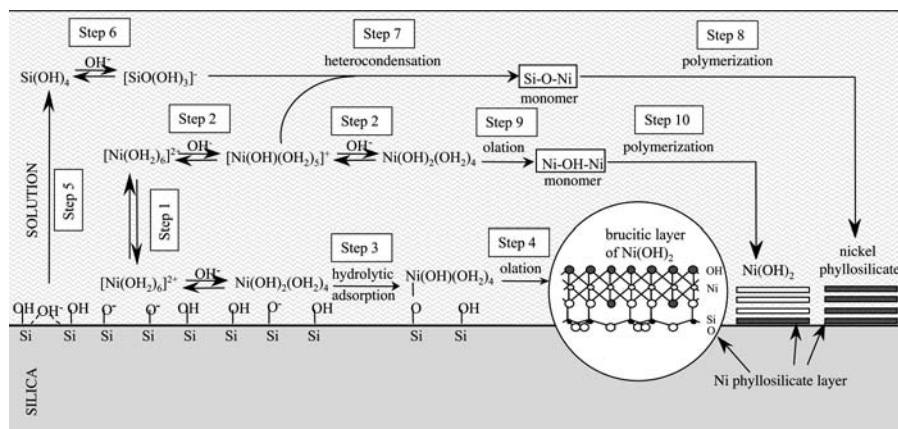 Step 6
Step 7
Step 8
Si(OH)4
OH-
[SiO(OH)3]-
heterocondensation
Si-O-Ni
monomer
polymerization
Step 2
Step 2
Step 9
Step 10
[Ni(OH2)6]2+
OH-
[Ni(OH)(OH2)5]+
OH-
Ni(OH)2(OH2)4
olation
Ni-OH-Ni
monomer
polymerization
SOLUTION
Step 5
Step 1
Step 3
Step 4
[Ni(OH2)6]2+
OH-
Ni(OH)2(OH2)4
hydrolytic
adsorption
Ni(OH)(OH2)4
olation
brucitic layer
of Ni(OH)2
OH
Ni
Si
O
Ni(OH)2
nickel
phyllosilicate
OH OH- OH O- O- OH OH O- OH O OH
Si Si Si Si Si Si Si Si Si Si
Ni phyllosilicate layer
SILICA